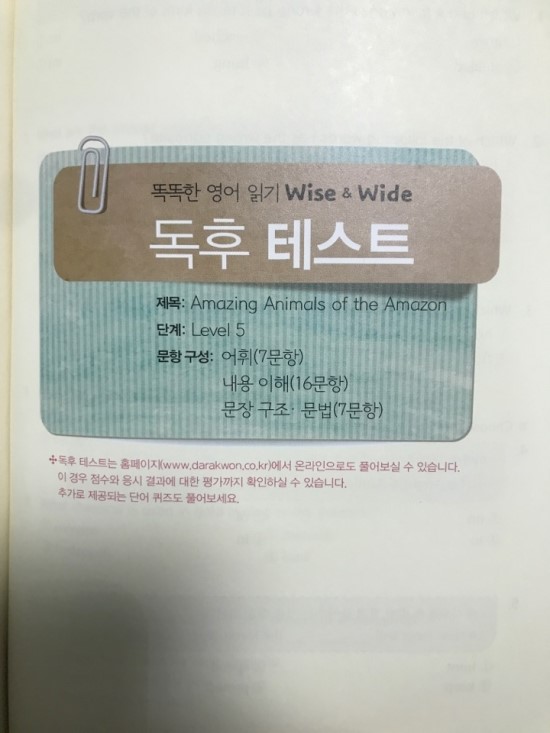 똑똑한 영어 읽기 Wise & Wide
독후 테스트
제목: Amazing Animals of the Amazon
단계: Level 5
문항 구성: 어휘(7문항)
내용 이해(16문항)
문장 구조· 문법(7문항)
✣독후 테스트는 홈페이지(www.darakwon.co.kr)에서 온라인으로도 풀어보실 수 있습니다.
이 경우 점수와 응시 결과에 대한 평가까지 확인하실 수 있습니다.
추가로 제공되는 단어 퀴즈도 풀어보세요.